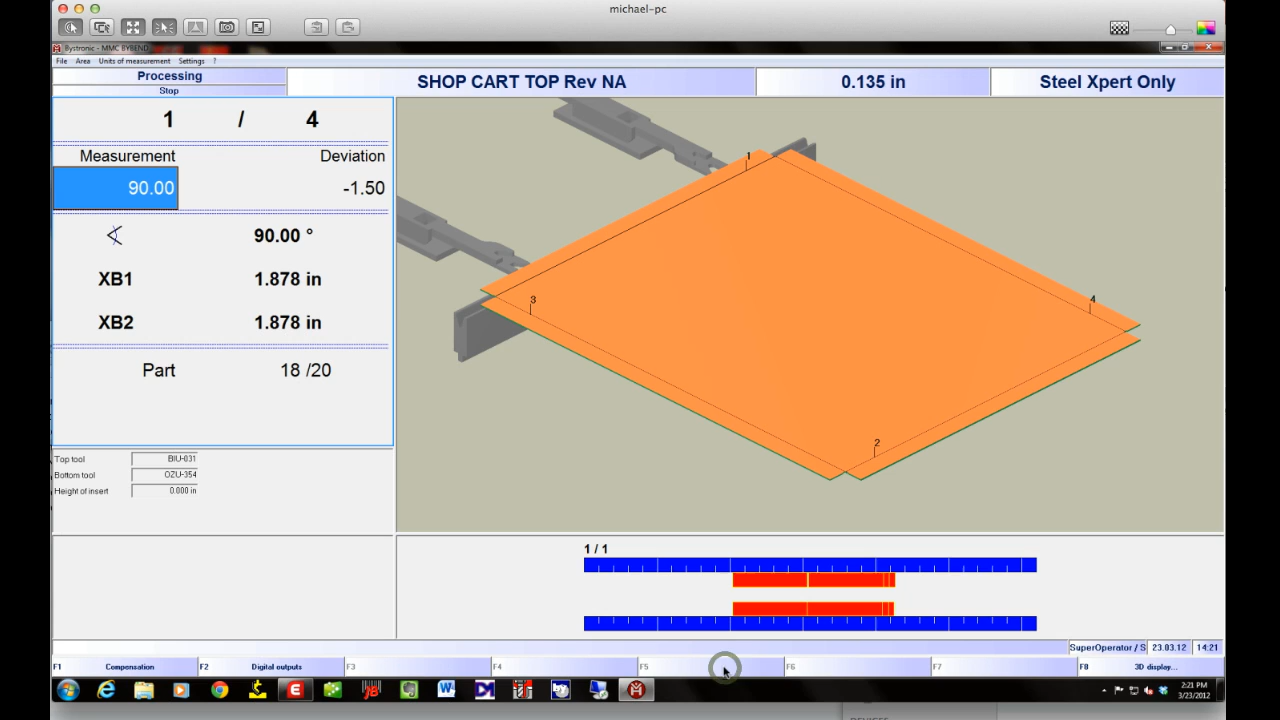 michael-pc
Bystronic - MMC BYBEND
File Area Units of measurement Settings ?
Processing
Stop
SHOP CART TOP Rev NA
0.135 in
Steel Xpert Only
1 / 4
Measurement Deviation
90.00 -1.50
90.00 °
XB1 1.878 in
XB2 1.878 in
Part 18 /20
Top tool BIU-031
Bottom tool OZU-354
Height of insert 0.000 in
1
3
4
2
1 / 1
SuperOperator / S 23.03.12 14:21
F1 Compensation F2 Digital outputs F3 F4 F5 F6 F7 F8 3D display...
2:21 PM
3/23/2012